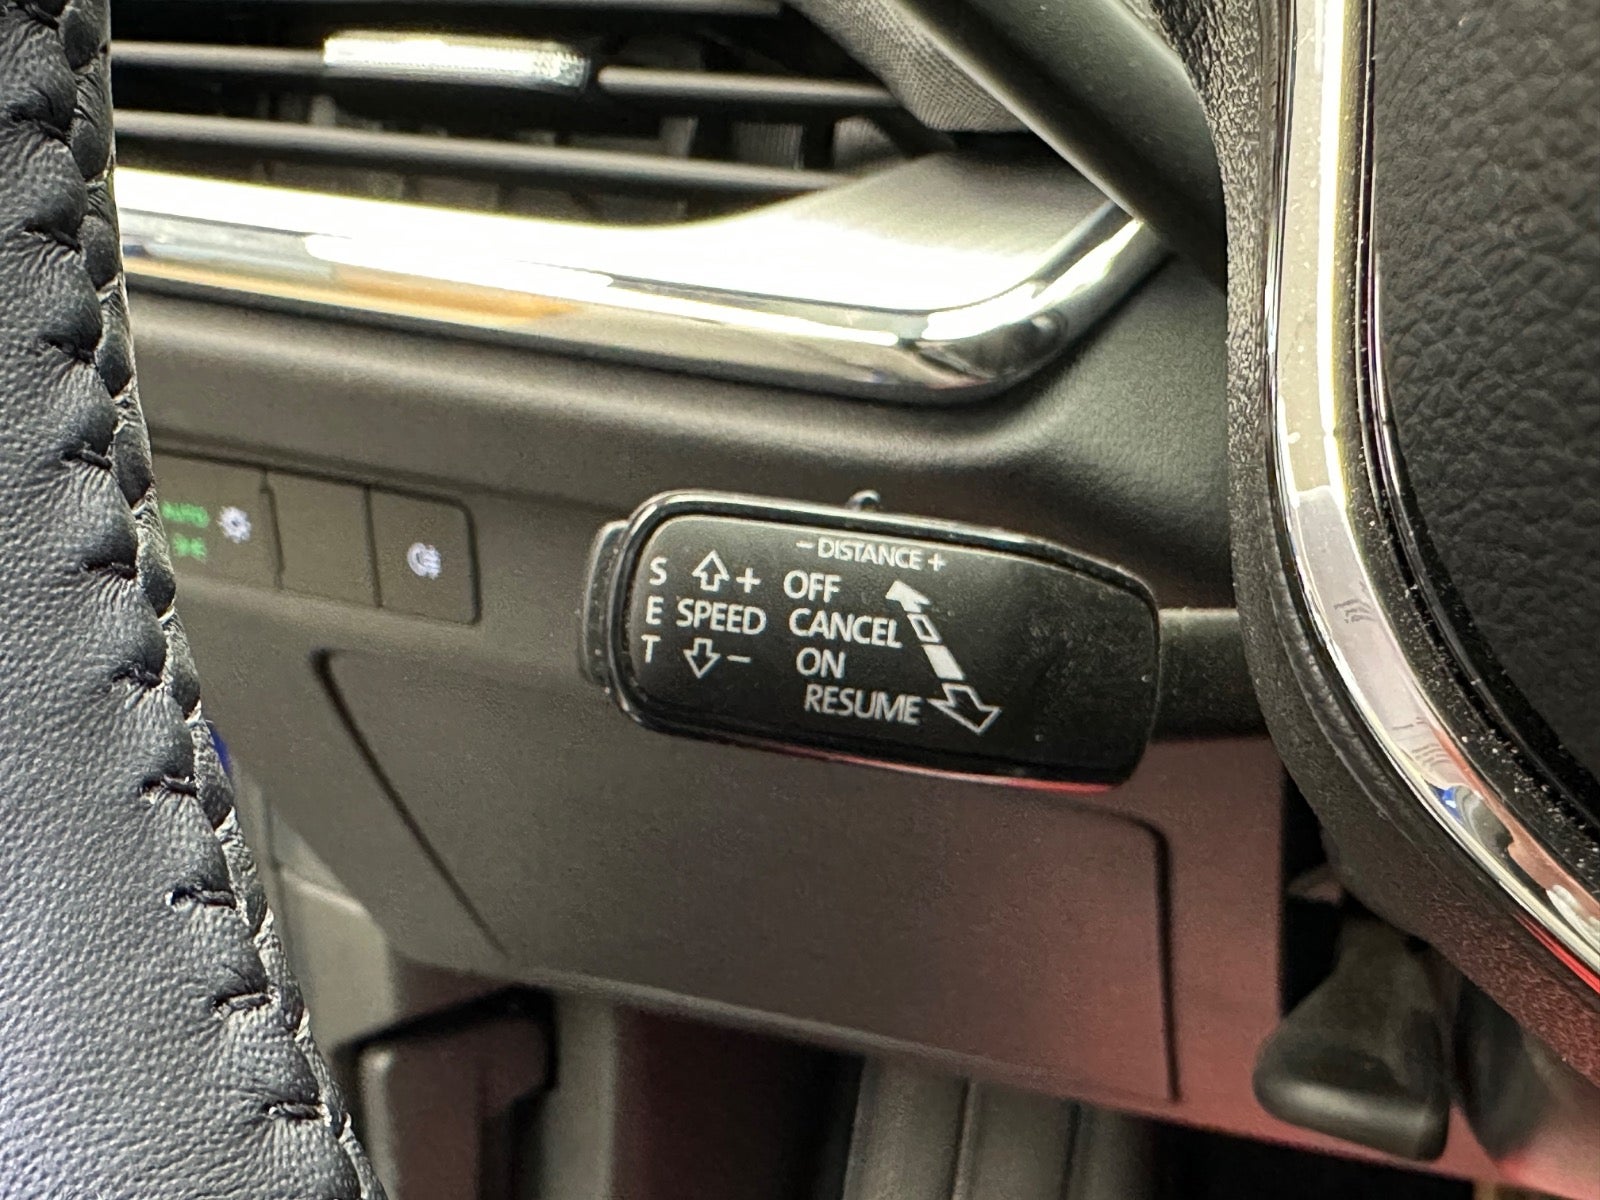 AUTO
– DISTANCE +
S + OFF
E SPEED CANCEL
T – ON
RESUME